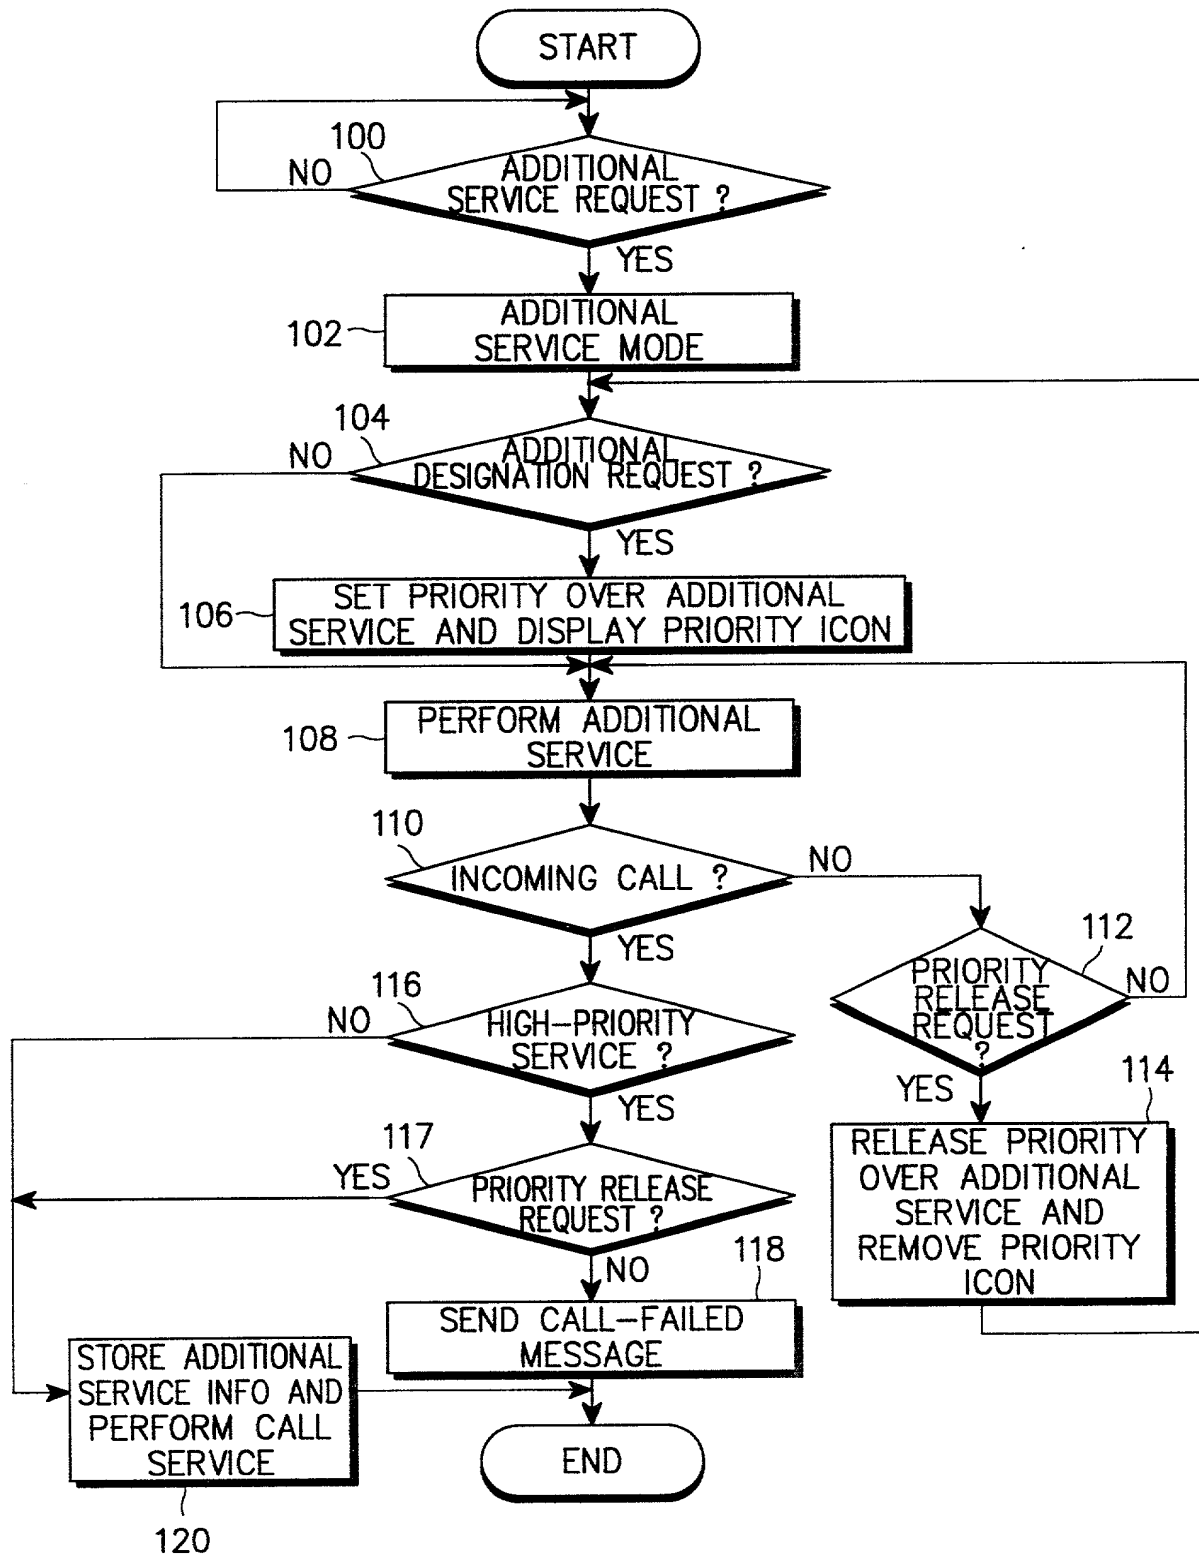 START
100
NO
ADDITIONAL
SERVICE REQUEST ?
YES
102
ADDITIONAL
SERVICE MODE
104
NO
ADDITIONAL
DESIGNATION REQUEST ?
YES
106
SET PRIORITY OVER ADDITIONAL
SERVICE AND DISPLAY PRIORITY ICON
108
PERFORM ADDITIONAL
SERVICE
110
INCOMING CALL ?
NO
YES
112
PRIORITY
RELEASE
REQUEST
?
NO
YES
116
NO
HIGH-PRIORITY
SERVICE ?
YES
114
RELEASE PRIORITY
OVER ADDITIONAL
SERVICE AND
REMOVE PRIORITY
ICON
117
YES
PRIORITY RELEASE
REQUEST ?
NO
118
SEND CALL-FAILED
MESSAGE
STORE ADDITIONAL
SERVICE INFO AND
PERFORM CALL
SERVICE
120
END